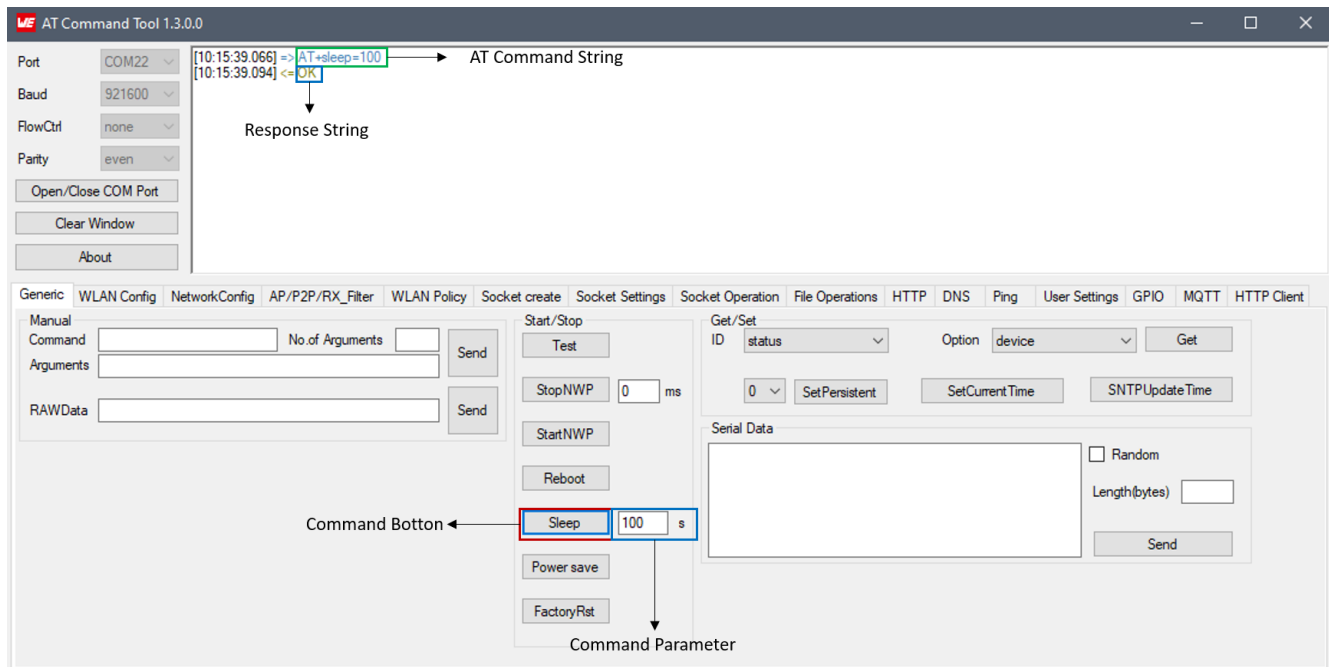 WE AT Command Tool 1.3.0.0
Port COM22
Baud 921600
FlowCtrl none
Parity even
Open/Close COM Port
Clear Window
About
[10:15:39.066] => AT+sleep=100 AT Command String
[10:15:39.094] <= OK
Response String
Generic WLAN Config NetworkConfig AP/P2P/RX_Filter WLAN Policy Socket create Socket Settings Socket Operation File Operations HTTP DNS Ping User Settings GPIO MQTT HTTP Client
Manual
Command No.of Arguments
Send
Arguments
RAWData Send
Start/Stop
Test
StopNWP 0 ms
StartNWP
Reboot
Command Botton Sleep 100 s
Power save
FactoryRst
Command Parameter
Get/Set
ID status Option device Get
0 SetPersistent SetCurrentTime SNTPUpdateTime
Serial Data
Random
Length(bytes)
Send